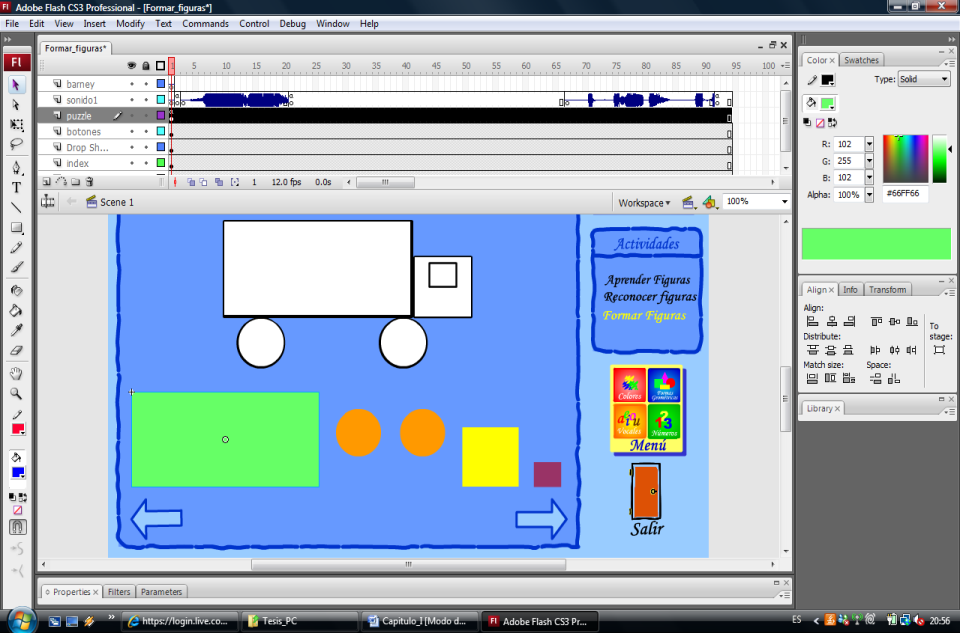 Adobe Flash CS3 Professional - [Formar_figuras*]
File Edit View Insert Modify Text Commands Control Debug Window Help
Formar_figuras*
1 5 10 15 20 25 30 35 40 45 50 55 60 65 70 75 80 85 90 95 100
barney
sonido1
puzzle
botones
Drop Sh...
index
1 12.0 fps 0.0s
Scene 1
Workspace
100%
Fl
T
Actividades
Aprender Figuras
Reconocer figuras
Formar Figuras
Colores
Formas Geométricas
Vocales
Números
Menú
Salir
Color Swatches
Type: Solid
R: 102
G: 255
B: 102
Alpha: 100%
#66FF66
Align Info Transform
Align:
Distribute:
Match size: Space:
To stage:
Library
Properties Filters Parameters
https://login.live.co...
Tesis_PC
Capitulo_I [Modo d...
Adobe Flash CS3 Pr...
ES
20:56